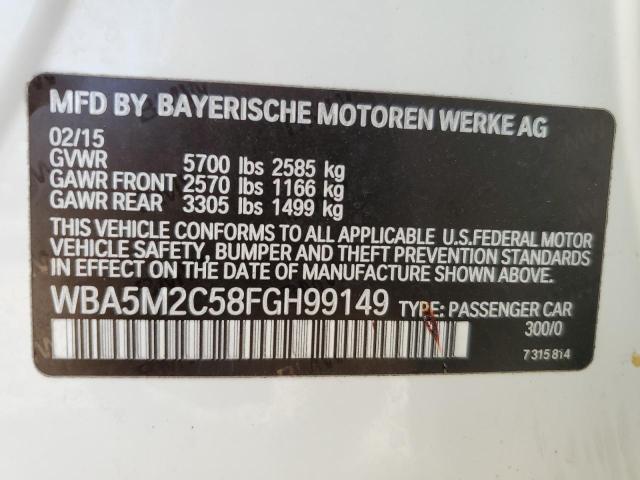 MFD BY BAYERISCHE MOTOREN WERKE AG
02/15
GVWR 5700 lbs 2585 kg
GAWR FRONT 2570 lbs 1166 kg
GAWR REAR 3305 lbs 1499 kg
THIS VEHICLE CONFORMS TO ALL APPLICABLE U.S.FEDERAL MOTOR
VEHICLE SAFETY, BUMPER AND THEFT PREVENTION STANDARDS
IN EFFECT ON THE DATE OF MANUFACTURE SHOWN ABOVE.
WBA5M2C58FGH99149 TYPE: PASSENGER CAR
300/0
7315814